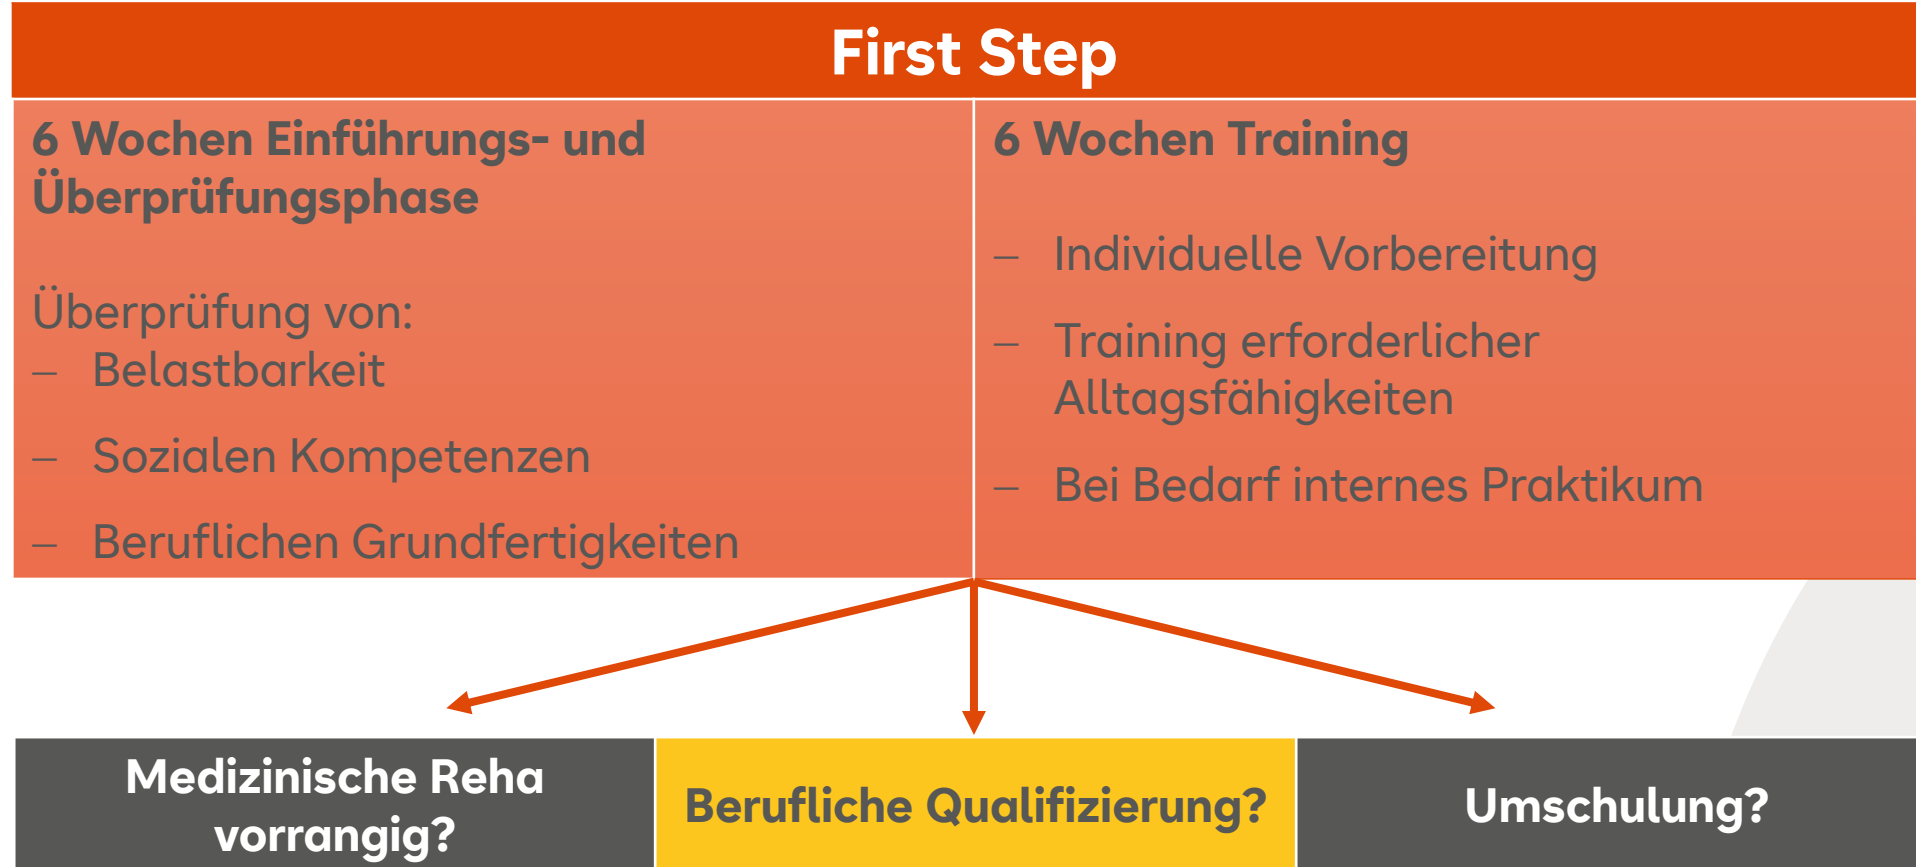 First Step
6 Wochen Einführungs- und
Überprüfungsphase
Überprüfung von:
– Belastbarkeit
– Sozialen Kompetenzen
– Beruflichen Grundfertigkeiten
6 Wochen Training
– Individuelle Vorbereitung
– Training erforderlicher
Alltagsfähigkeiten
– Bei Bedarf internes Praktikum
Medizinische Reha
vorrangig?
Berufliche Qualifizierung?
Umschulung?